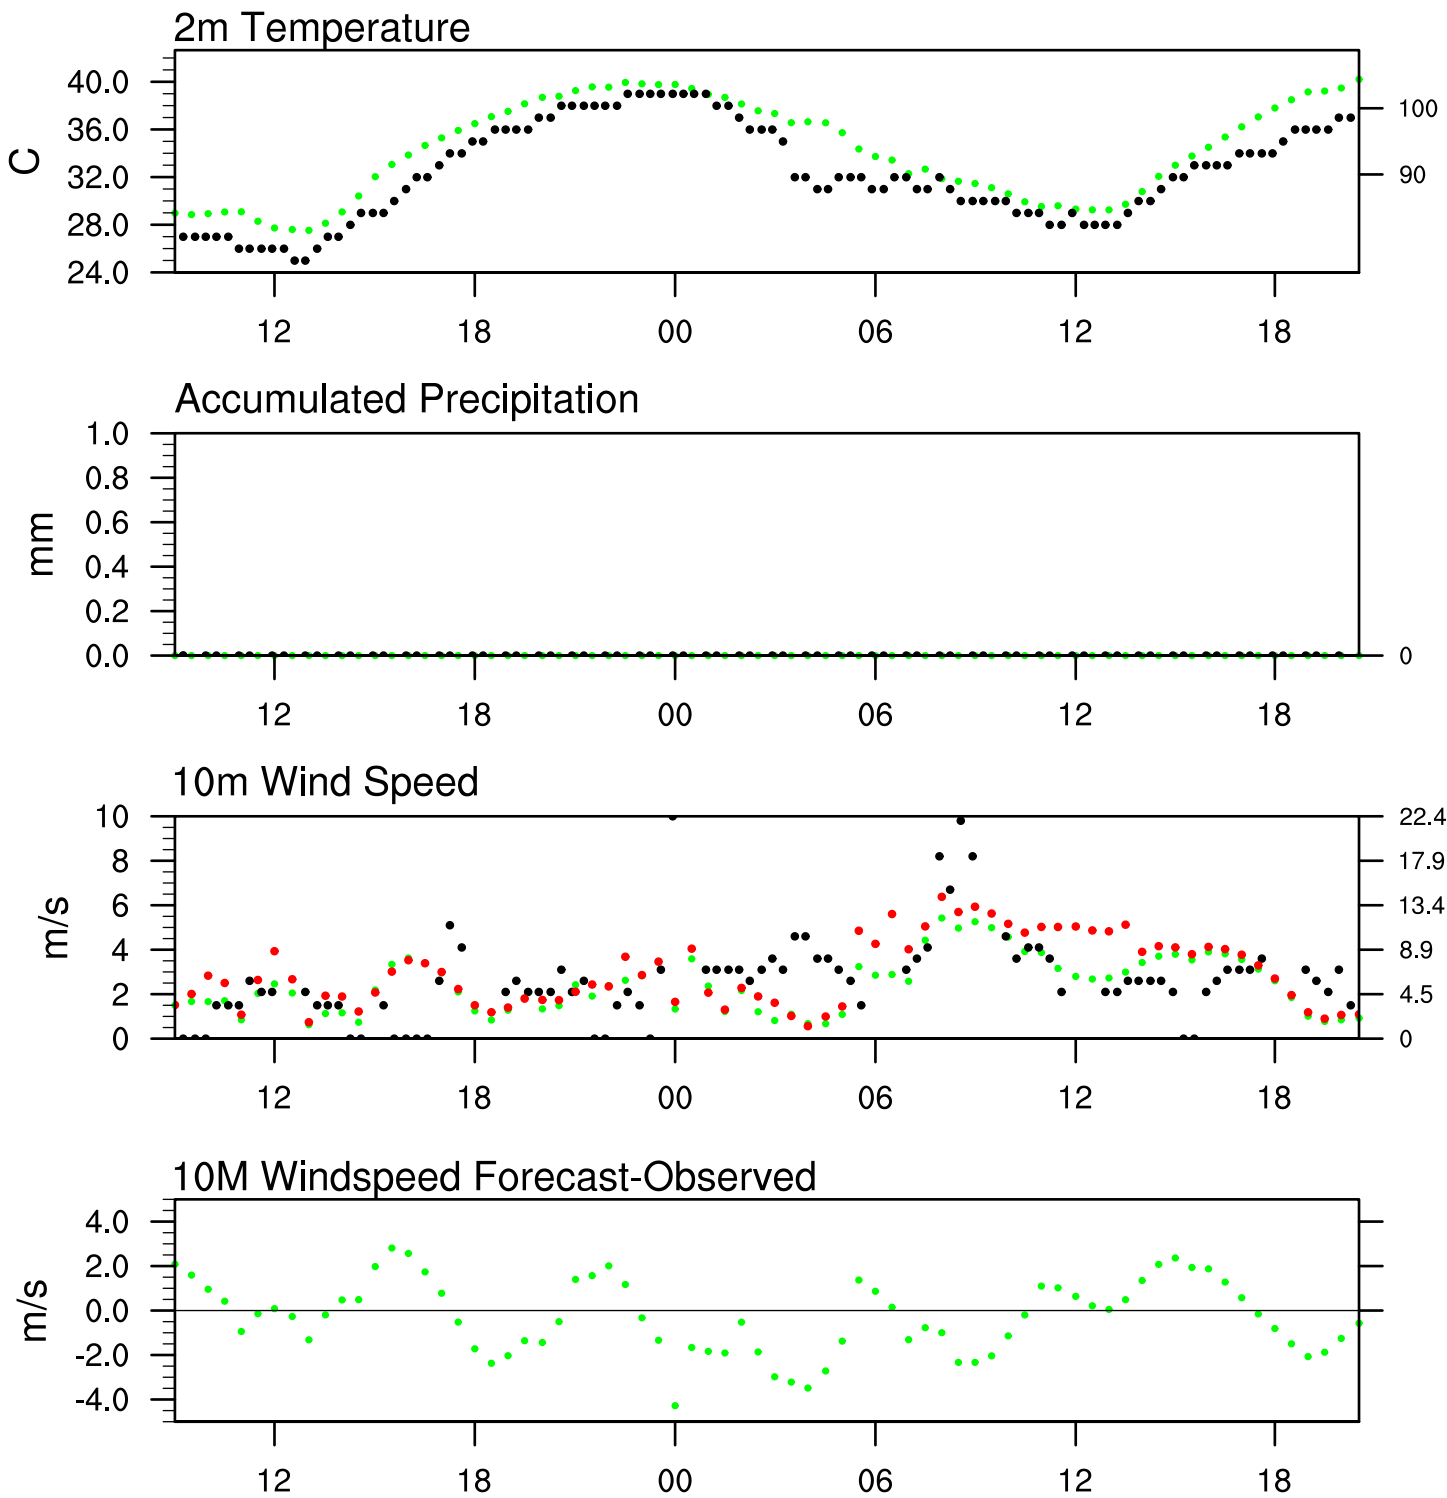 2m Temperature
40.0
36.0
32.0
28.0
24.0
C
100
90
12 18 00 06 12 18
Accumulated Precipitation
1.0
0.8
0.6
0.4
0.2
0.0
mm
0
12 18 00 06 12 18
10m Wind Speed
10
8
6
4
2
0
m/s
22.4
17.9
13.4
8.9
4.5
0
12 18 00 06 12 18
10M Windspeed Forecast-Observed
4.0
2.0
0.0
-2.0
-4.0
m/s
12 18 00 06 12 18